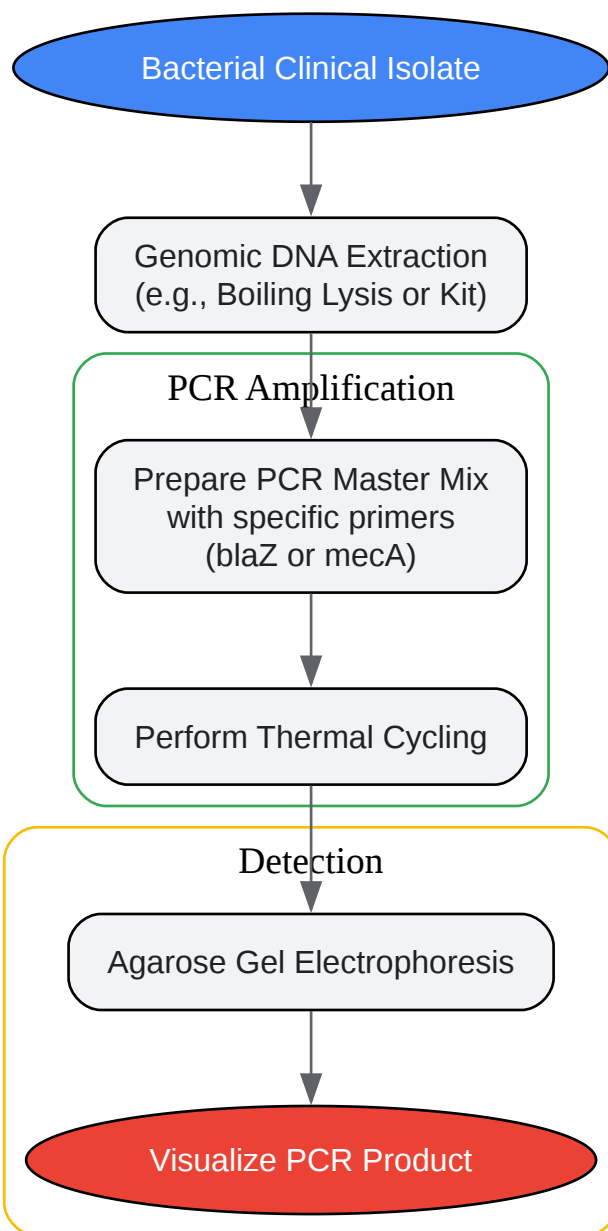 Bacterial Clinical Isolate
Genomic DNA Extraction
(e.g., Boiling Lysis or Kit)
PCR Amplification
Prepare PCR Master Mix
with specific primers
(blaZ or mecA)
Perform Thermal Cycling
Detection
Agarose Gel Electrophoresis
Visualize PCR Product